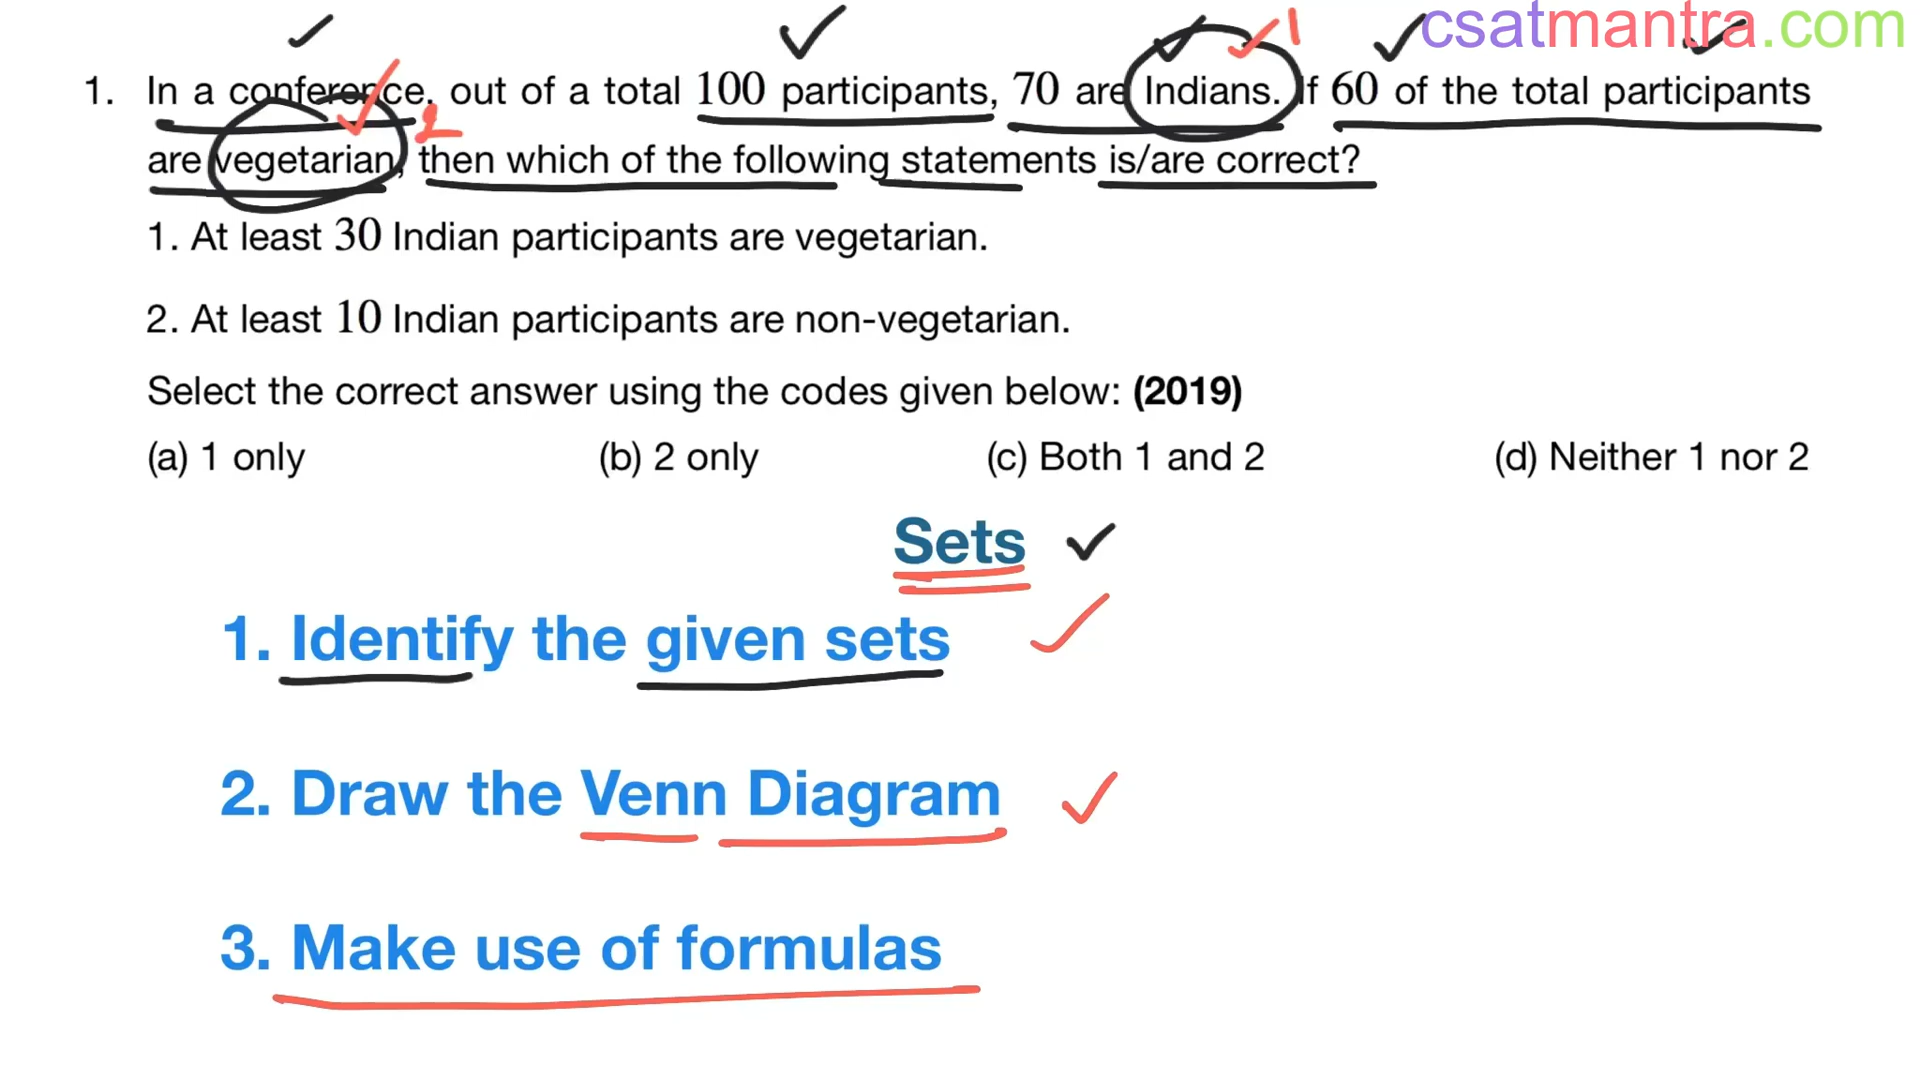 csatmantra.com
1. In a conference, out of a total 100 participants, 70 are Indians. If 60 of the total participants
are vegetarian, then which of the following statements is/are correct?
1. At least 30 Indian participants are vegetarian.
2. At least 10 Indian participants are non-vegetarian.
Select the correct answer using the codes given below: (2019)
(a) 1 only (b) 2 only (c) Both 1 and 2 (d) Neither 1 nor 2
Sets
1. Identify the given sets
2. Draw the Venn Diagram
3. Make use of formulas
1
2